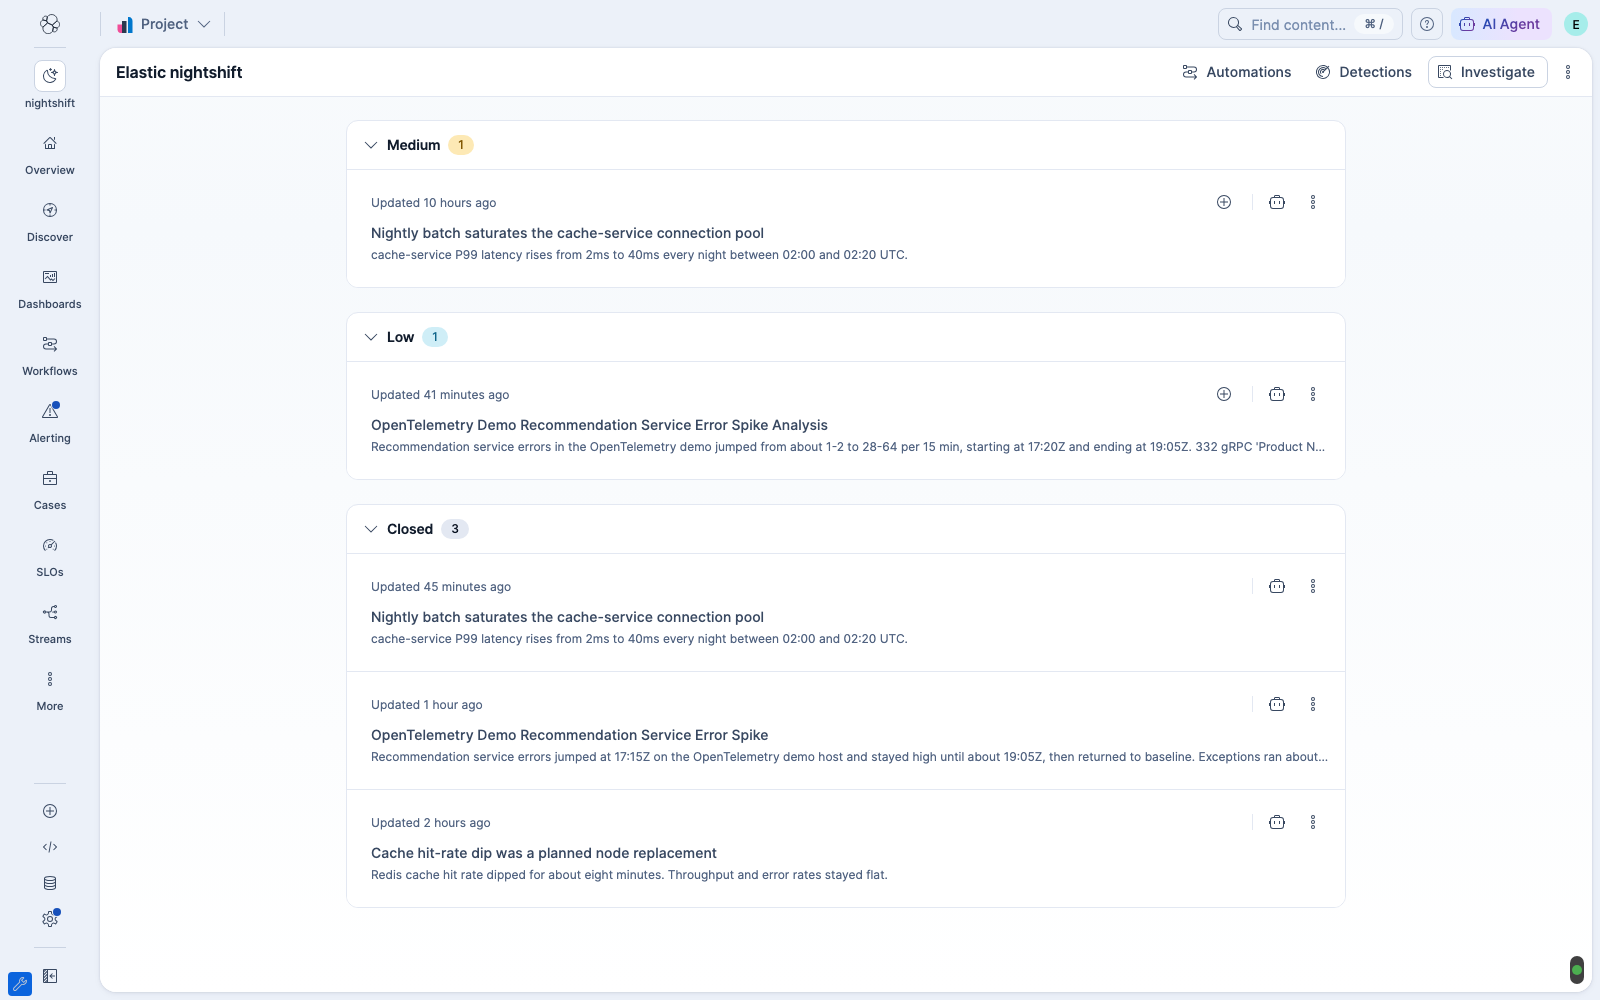 Project
Find content...
⌘ /
AI Agent
E
Elastic nightshift
Automations
Detections
Investigate
nightshift
Overview
Discover
Dashboards
Workflows
Alerting
Cases
SLOs
Streams
More
Medium 1
Updated 10 hours ago
Nightly batch saturates the cache-service connection pool
cache-service P99 latency rises from 2ms to 40ms every night between 02:00 and 02:20 UTC.
Low 1
Updated 41 minutes ago
OpenTelemetry Demo Recommendation Service Error Spike Analysis
Recommendation service errors in the OpenTelemetry demo jumped from about 1-2 to 28-64 per 15 min, starting at 17:20Z and ending at 19:05Z. 332 gRPC 'Product N...
Closed 3
Updated 45 minutes ago
Nightly batch saturates the cache-service connection pool
cache-service P99 latency rises from 2ms to 40ms every night between 02:00 and 02:20 UTC.
Updated 1 hour ago
OpenTelemetry Demo Recommendation Service Error Spike
Recommendation service errors jumped at 17:15Z on the OpenTelemetry demo host and stayed high until about 19:05Z, then returned to baseline. Exceptions ran about...
Updated 2 hours ago
Cache hit-rate dip was a planned node replacement
Redis cache hit rate dipped for about eight minutes. Throughput and error rates stayed flat.